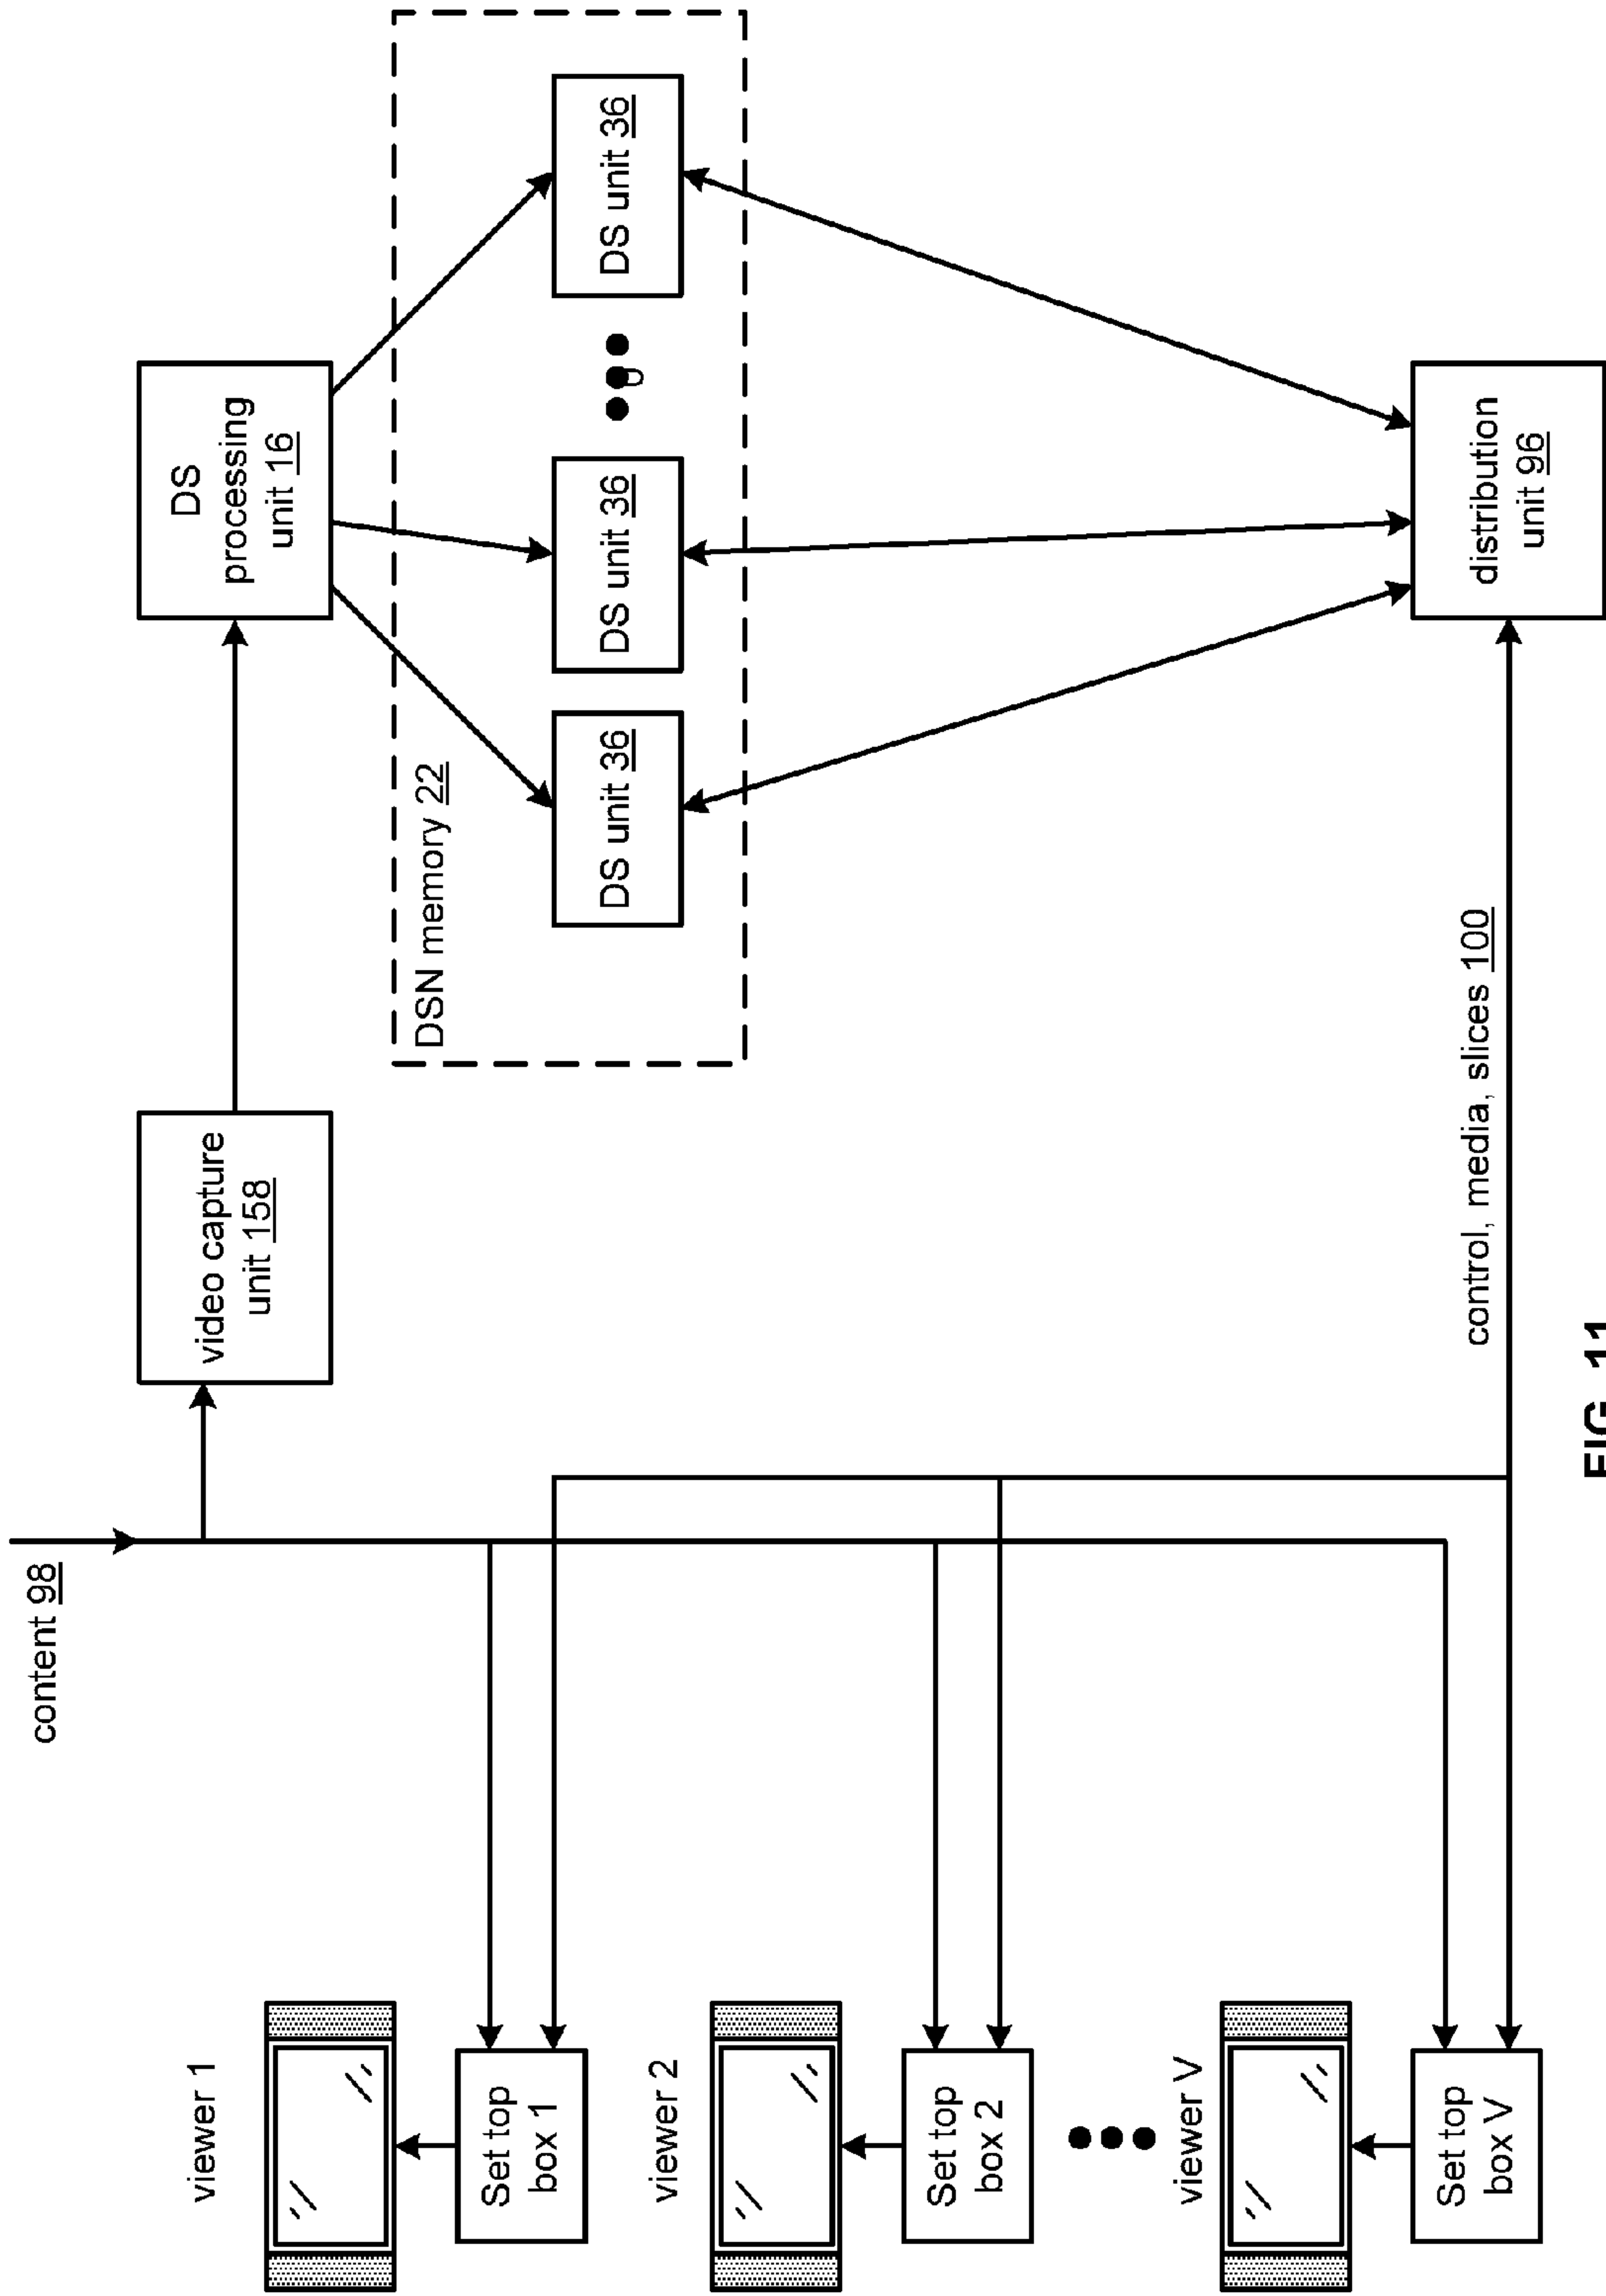 content 98
viewer 1
video capture
unit 158
DS
processing
unit 16
DSN memory 22
Set top
box 1
DS unit 36
DS unit 36
DS unit 36
viewer 2
Set top
box 2
viewer V
Set top
box V
control, media, slices 100
distribution
unit 96
FIG. 11